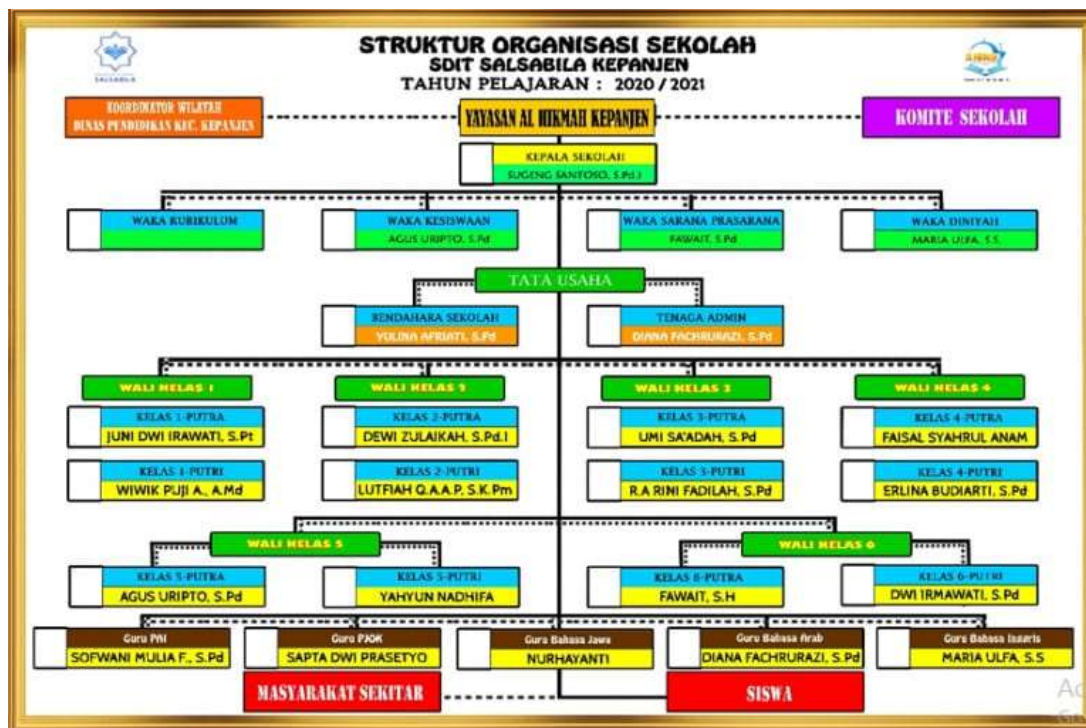 STRUKTUR ORGANISASI SEKOLAH
SDIT SALSABILA KEPANJEN
TAHUN PELAJARAN : 2020 / 2021
SALSABILA
KOORDINATOR WILAYAH
DINAS PENDIDIKAN KEC. KEPANJEN
YAYASAN AL HIKMAH KEPANJEN
KOMITE SEKOLAH
KEPALA SEKOLAH
SUGENG SANTOSO, S.Pd.I
WAKA KURIKULUM
WAKA KESISWAAN
AGUS URIPTO, S.Pd
WAKA SARANA PRASARANA
FAWAIT, S.Pd
WAKA DINIYAH
MARIA ULFA, S.S.
TATA USAHA
BENDAHARA SEKOLAH
YULINA AFRIATI, S.Pd
TENAGA ADMIN
DIANA FACHRURAZI, S.Pd
WALI KELAS 1
WALI KELAS 2
WALI KELAS 3
WALI KELAS 4
KELAS 1-PUTRA
JUNI DWI IRAWATI, S.Pt
KELAS 2-PUTRA
DEWI ZULAIKAH, S.Pd.I
KELAS 3-PUTRA
UMI SA'ADAH, S.Pd
KELAS 4-PUTRA
FAISAL SYAHRUL ANAM
KELAS 1-PUTRI
WIWIK PUJI A., A.Md
KELAS 2-PUTRI
LUTFIAH Q.A.A.P, S.K.Pm
KELAS 3-PUTRI
R.A RINI FADILAH, S.Pd
KELAS 4-PUTRI
ERLINA BUDIARTI, S.Pd
WALI KELAS 5
WALI KELAS 6
KELAS 5-PUTRA
AGUS URIPTO, S.Pd
KELAS 5-PUTRI
YAHYUN NADHIFA
KELAS 6-PUTRA
FAWAIT, S.H
KELAS 6-PUTRI
DWI IRMAWATI, S.Pd
Guru PAI
SOFWANI MULIA F., S.Pd
Guru PJOK
SAPTA DWI PRASETYO
Guru Bahasa Jawa
NURHAYANTI
Guru Bahasa Arab
DIANA FACHRURAZI, S.Pd
Guru Bahasa Inggris
MARIA ULFA, S.S
MASYARAKAT SEKITAR
SISWA